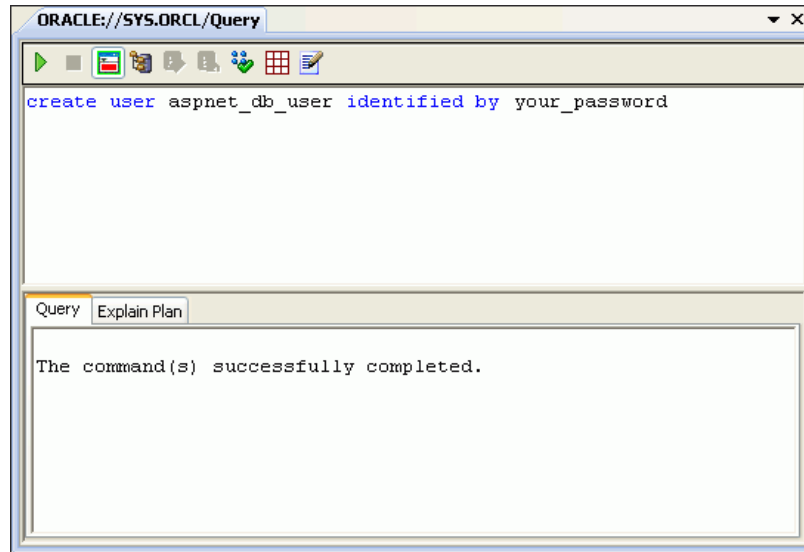 ORACLE://SYS.ORCL/Query
create user aspnet_db_user identified by your_password
Query Explain Plan
The command(s) successfully completed.